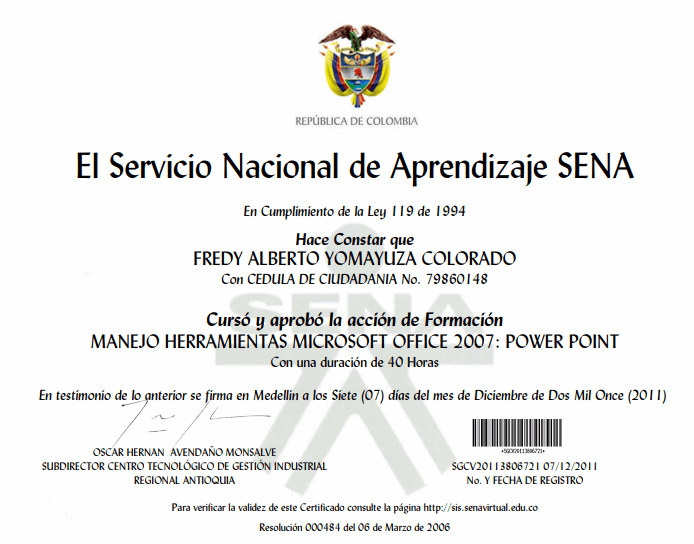 REPÚBLICA DE COLOMBIA
El Servicio Nacional de Aprendizaje SENA
En Cumplimiento de la Ley 119 de 1994
Hace Constar que
FREDY ALBERTO YOMAYUZA COLORADO
Con CEDULA DE CIUDADANIA No. 79860148
SENA
Cursó y aprobó la acción de Formación
MANEJO HERRAMIENTAS MICROSOFT OFFICE 2007: POWER POINT
Con una duración de 40 Horas
En testimonio de lo anterior se firma en Medellín a los Siete (07) días del mes de Diciembre de Dos Mil Once (2011)
*SGCV20113806721*
OSCAR HERNAN AVENDAÑO MONSALVE
SUBDIRECTOR CENTRO TECNOLÓGICO DE GESTIÓN INDUSTRIAL
REGIONAL ANTIOQUIA
SGCV20113806721 07/12/2011
No. Y FECHA DE REGISTRO
Para verificar la validez de este Certificado consulte la página http://sis.senavirtual.edu.co
Resolución 000484 del 06 de Marzo de 2006